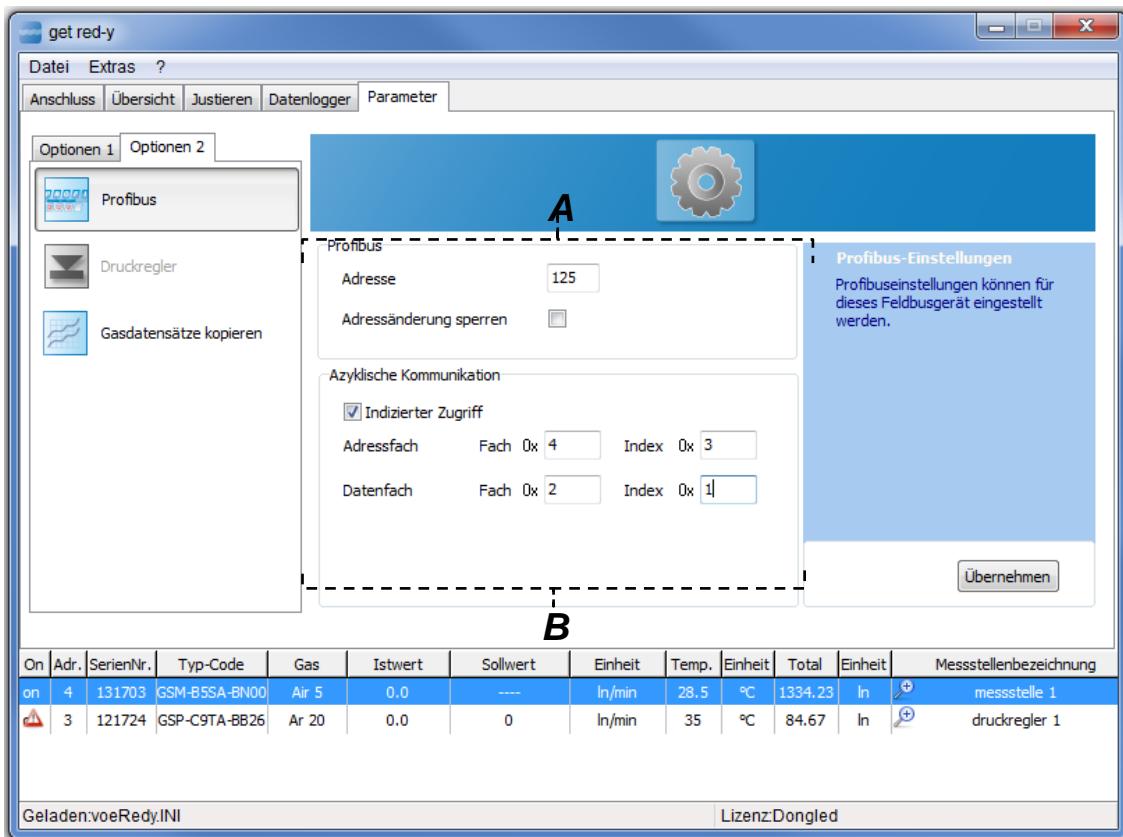 get red-y
Datei Extras ?
Anschluss Übersicht Justieren Datenlogger Parameter
Optionen 1 Optionen 2
Profibus
Druckregler
Gasdatensätze kopieren
A
Profibus
Adresse 125
Adressänderung sperren
Azyklische Kommunikation
Indizierter Zugriff
Adressfach Fach 0x 4 Index 0x 3
Datenfach Fach 0x 2 Index 0x 1
B
Profibus-Einstellungen
Profibuseinstellungen können für
dieses Feldbusgerät eingestellt
werden.
Übernehmen
On Adr. SerienNr. Typ-Code Gas Istwert Sollwert Einheit Temp. Einheit Total Einheit Messstellenbezeichnung
on 4 131703 GSM-B5SA-BN00 Air 5 0.0 ---- ln/min 28.5 °C 1334.23 ln messstelle 1
3 121724 GSP-C9TA-BB26 Ar 20 0.0 0 ln/min 35 °C 84.67 ln druckregler 1
Geladen:voeRedy.INI Lizenz:Dongled